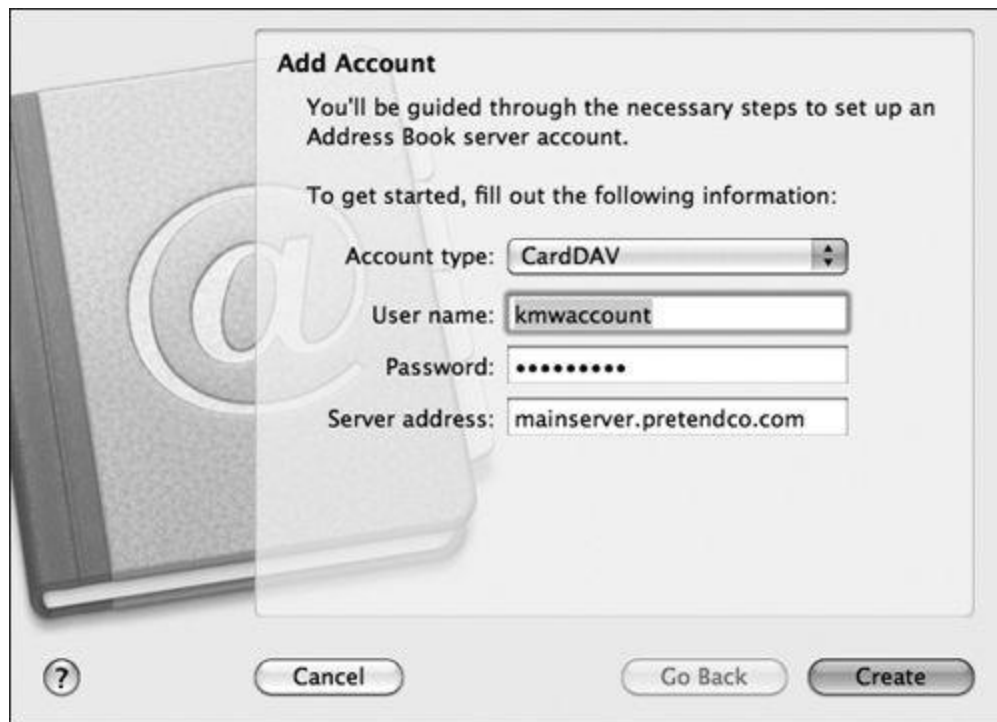 Add Account
You'll be guided through the necessary steps to set up an
Address Book server account.
To get started, fill out the following information:
Account type: CardDAV
User name: kmwaccount
Password: •••••••••
Server address: mainserver.pretendco.com
@
? Cancel Go Back Create